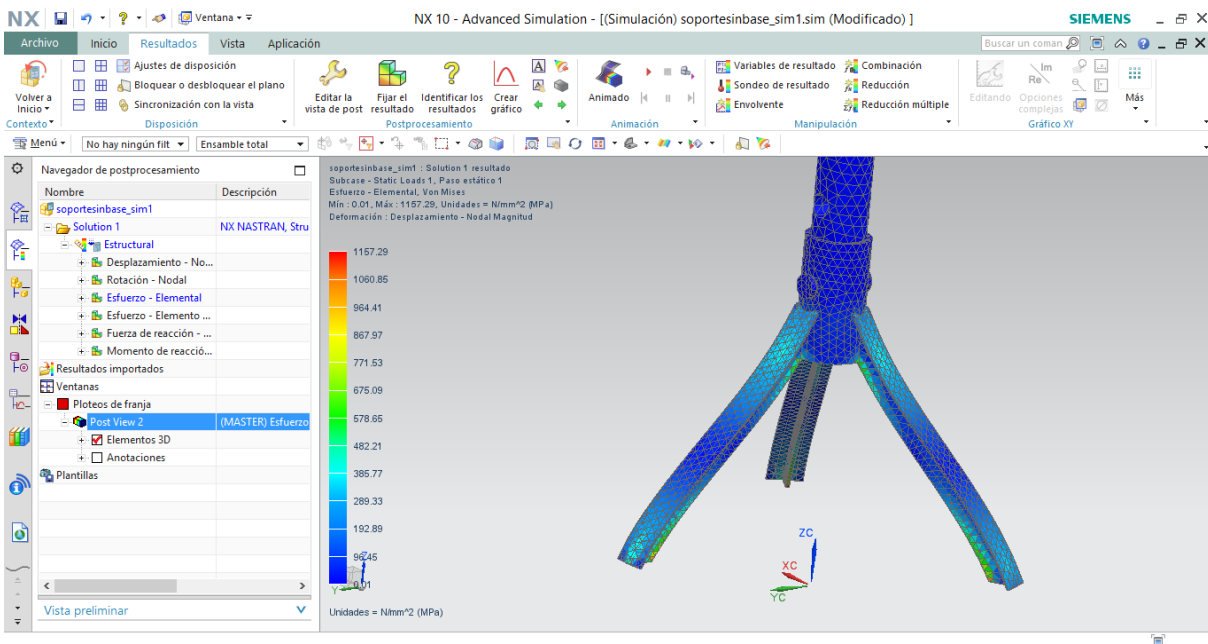 NX
Ventana
NX 10 - Advanced Simulation - [(Simulación) soportesinbase_sim1.sim (Modificado) ]
SIEMENS
Archivo
Inicio
Resultados
Vista
Aplicación
Buscar un coman
Volver a Inicio
Contexto
Ajustes de disposición
Bloquear o desbloquear el plano
Sincronización con la vista
Disposición
Editar la vista de post
Fijar el resultado
Identificar los resultados
Crear gráfico
Postprocesamiento
Animado
Animación
Variables de resultado
Sondeo de resultado
Envolvente
Combinación
Reducción
Reducción múltiple
Manipulación
Editando
Im
Re
Opciones complejas
Gráfico XY
Más
Menú
No hay ningún filt
Ensamble total
Navegador de postprocesamiento
Nombre
Descripción
soportesinbase_sim1
Solution 1
NX NASTRAN, Stru
Estructural
Desplazamiento - No...
Rotación - Nodal
Esfuerzo - Elemental
Esfuerzo - Elemento ...
Fuerza de reacción - ...
Momento de reacció...
Resultados importados
Ventanas
Ploteos de franja
Post View 2
(MASTER) Esfuerzo
Elementos 3D
Anotaciones
Plantillas
Vista preliminar
soportesinbase_sim1 : Solution 1 resultado
Subcase - Static Loads 1, Paso estático 1
Esfuerzo - Elemental, Von Mises
Mín : 0.01, Máx : 1157.29, Unidades = N/mm^2 (MPa)
Deformación : Desplazamiento - Nodal Magnitud
1157.29
1060.85
964.41
867.97
771.53
675.09
578.65
482.21
385.77
289.33
192.89
96.45
0.01
Unidades = N/mm^2 (MPa)
ZC
XC
YC
Z
Y